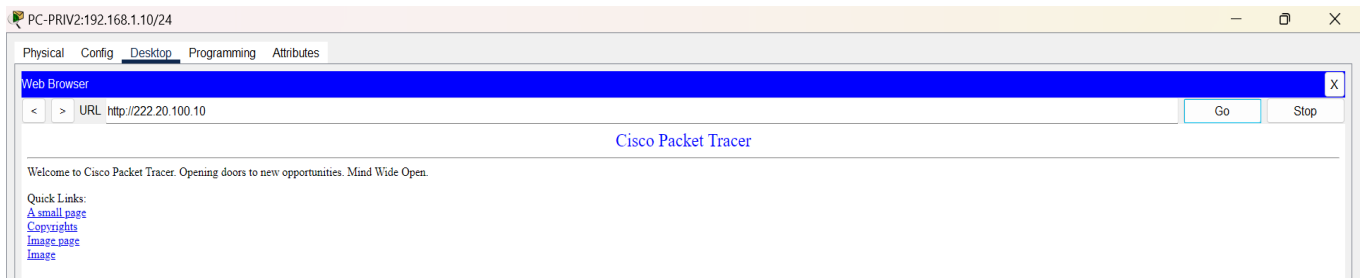 PC-PRIV2:192.168.1.10/24
Physical Config Desktop Programming Attributes
Web Browser X
< > URL http://222.20.100.10 Go Stop
Cisco Packet Tracer
Welcome to Cisco Packet Tracer. Opening doors to new opportunities. Mind Wide Open.
Quick Links:
A small page
Copyrights
Image page
Image